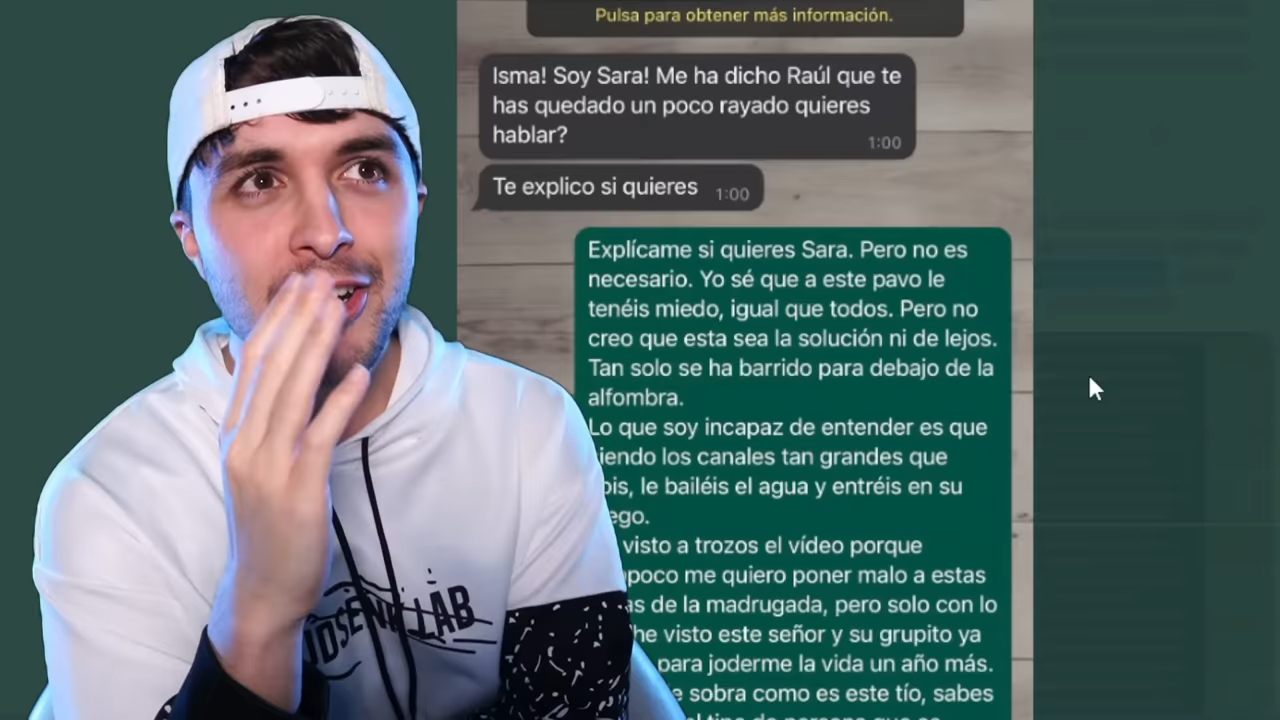 Pulsa para obtener más información.
Isma! Soy Sara! Me ha dicho Raúl que te
has quedado un poco rayado quieres
hablar?
1:00
Te explico si quieres
1:00
Explícame si quieres Sara. Pero no es
necesario. Yo sé que a este pavo le
tenéis miedo, igual que todos. Pero no
creo que esta sea la solución ni de lejos.
Tan solo se ha barrido para debajo de la
alfombra.
Lo que soy incapaz de entender es que
iendo los canales tan grandes que
ois, le bailéis el agua y entréis en su
ego.
visto a trozos el vídeo porque
poco me quiero poner malo a estas
as de la madrugada, pero solo con lo
he visto este señor y su grupito ya
para joderme la vida un año más.
e sobra como es este tío, sabes
LAB